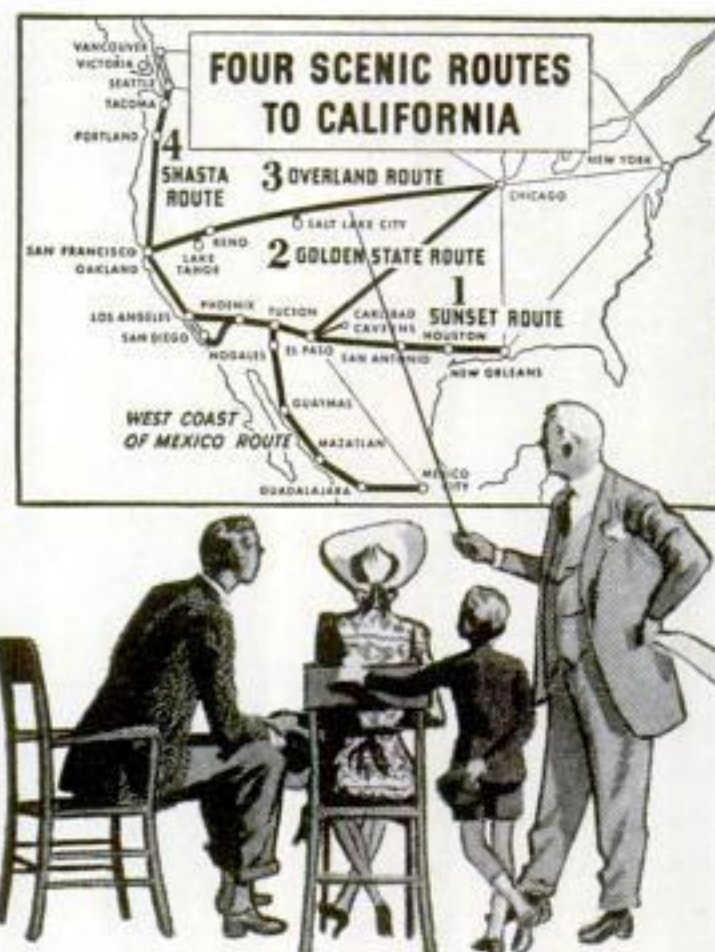 FOUR SCENIC ROUTES
TO CALIFORNIA
VANCOUVER
VICTORIA
SEATTLE
TACOMA
PORTLAND
4
SHASTA
ROUTE
3 OVERLAND ROUTE
NEW YORK
CHICAGO
SALT LAKE CITY
RENO
LAKE
TAHOE
SAN FRANCISCO
OAKLAND
2 GOLDEN STATE ROUTE
1
SUNSET ROUTE
LOS ANGELES
SAN DIEGO
PHOENIX
TUCSON
CARLSBAD
CAVERNS
HOUSTON
NOGALES
EL PASO
SAN ANTONIO
NEW ORLEANS
GUAYMAS
WEST COAST
OF MEXICO ROUTE
MAZATLAN
GUADALAJARA
MEXICO
CITY